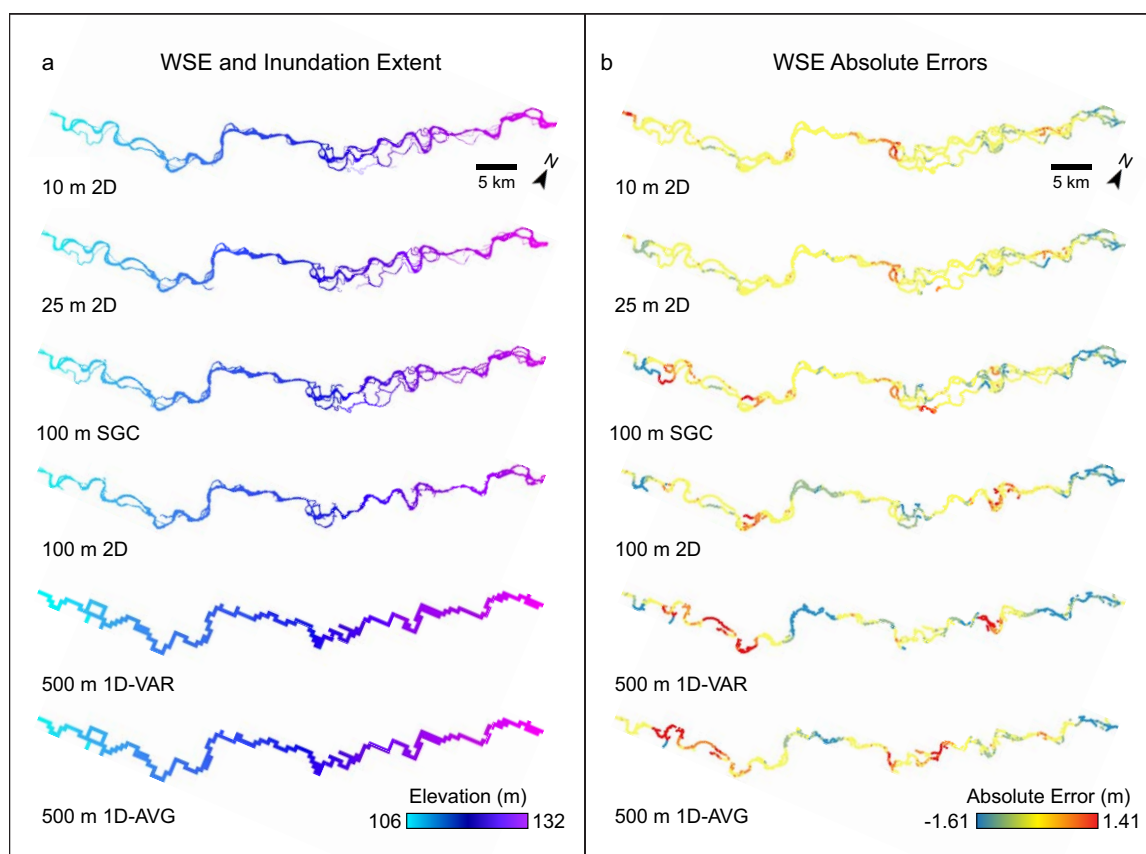 a
WSE and Inundation Extent
N
5 km
10 m 2D
25 m 2D
100 m SGC
100 m 2D
500 m 1D-VAR
500 m 1D-AVG
Elevation (m)
106
132
b
WSE Absolute Errors
N
5 km
10 m 2D
25 m 2D
100 m SGC
100 m 2D
500 m 1D-VAR
500 m 1D-AVG
Absolute Error (m)
-1.61
1.41